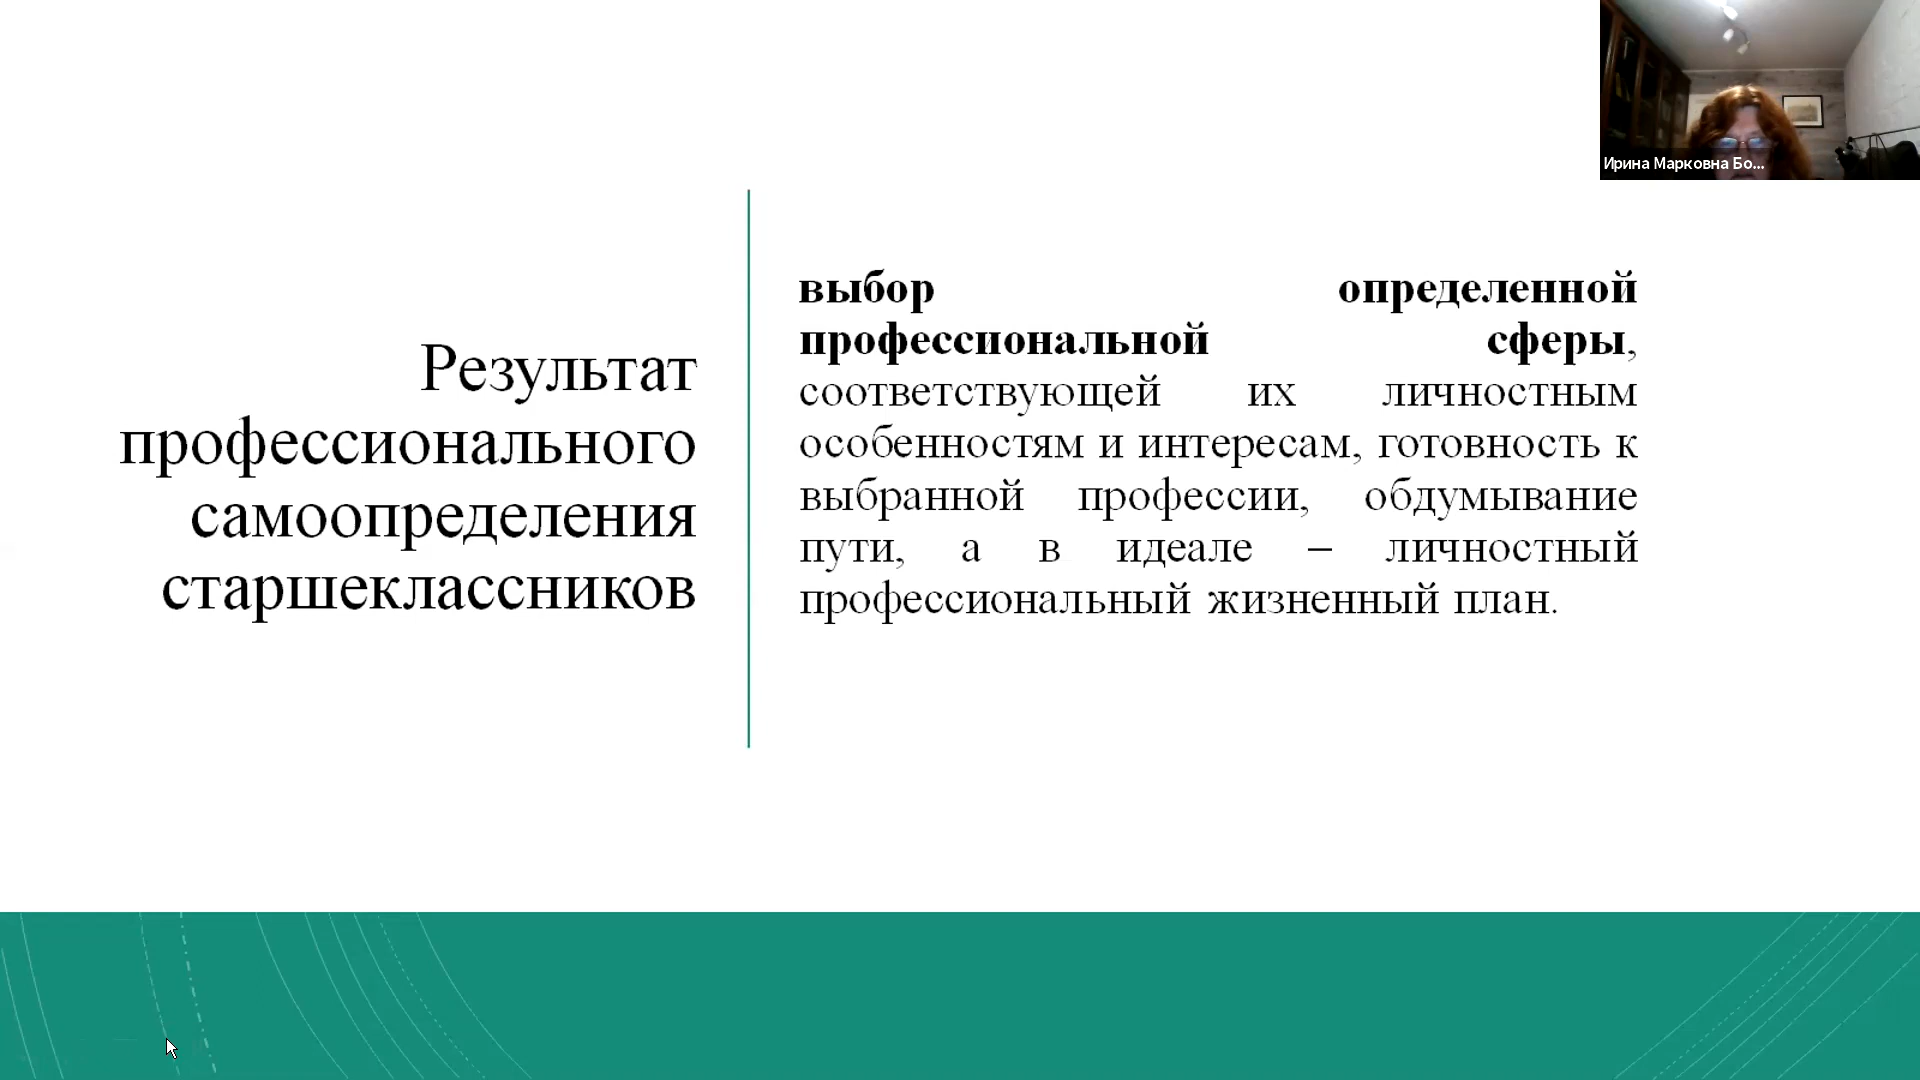 Ирина Марковна Бо...
Результат
профессионального
самоопределения
старшеклассников
выбор определенной
профессиональной сферы,
соответствующей их личностным
особенностям и интересам, готовность к
выбранной профессии, обдумывание
пути, а в идеале – личностный
профессиональный жизненный план.